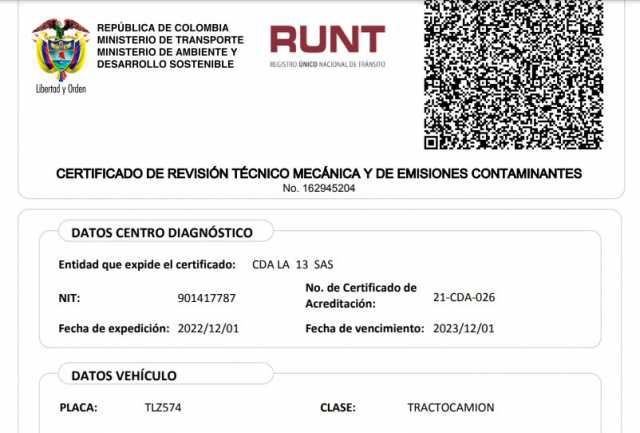 REPÚBLICA DE COLOMBIA
MINISTERIO DE TRANSPORTE
MINISTERIO DE AMBIENTE Y
DESARROLLO SOSTENIBLE
Libertad y Orden
RUNT
REGISTRO ÚNICO NACIONAL DE TRÁNSITO
CERTIFICADO DE REVISIÓN TÉCNICO MECÁNICA Y DE EMISIONES CONTAMINANTES
No. 162945204
DATOS CENTRO DIAGNÓSTICO
Entidad que expide el certificado: CDA LA 13 SAS
NIT: 901417787 No. de Certificado de Acreditación: 21-CDA-026
Fecha de expedición: 2022/12/01 Fecha de vencimiento: 2023/12/01
DATOS VEHÍCULO
PLACA: TLZ574 CLASE: TRACTOCAMION